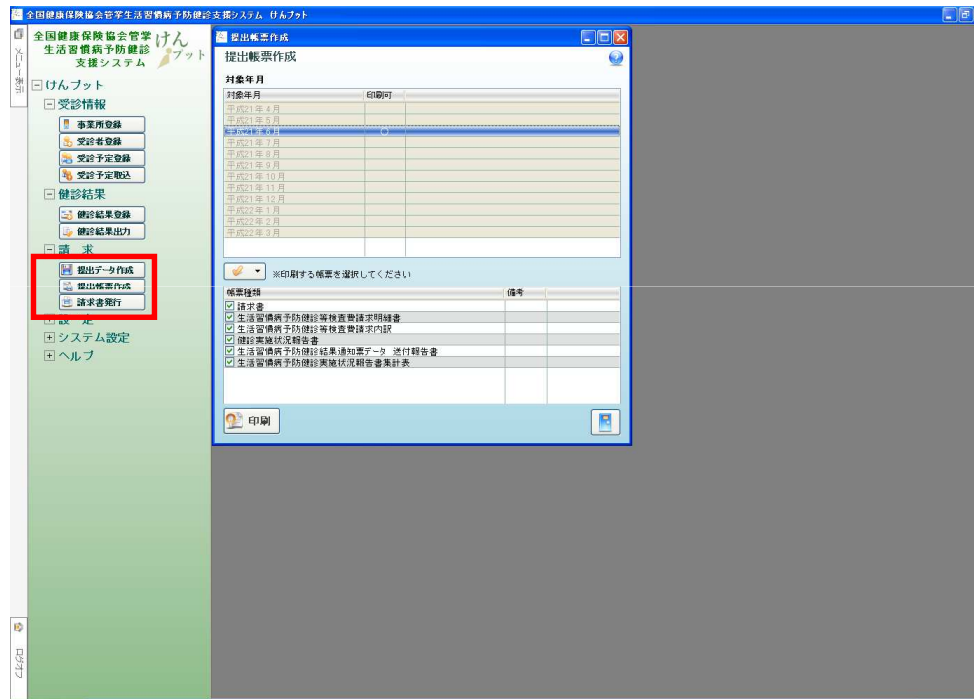 全国健康保険協会管掌生活習慣病予防健診支援システム けんプット
メニュー表示
全国健康保険協会管掌
生活習慣病予防健診
支援システム
けんプット
けんプット
受診情報
事業所登録
受診者登録
受診予定登録
受診予定取込
健診結果
健診結果登録
健診結果出力
請 求
提出データ作成
提出帳票作成
請求書発行
設 定
システム設定
ヘルプ
ログオフ
提出帳票作成
提出帳票作成
対象年月
対象年月 印刷可
平成21年4月
平成21年5月
平成21年6月 ○
平成21年7月
平成21年8月
平成21年9月
平成21年10月
平成21年11月
平成21年12月
平成22年1月
平成22年2月
平成22年3月
※印刷する帳票を選択してください
帳票種類 備考
請求書
生活習慣病予防健診等検査費請求明細書
生活習慣病予防健診等検査費請求内訳
健診実施状況報告書
生活習慣病予防健診結果通知票データ 送付報告書
生活習慣病予防健診実施状況報告書集計表
印刷